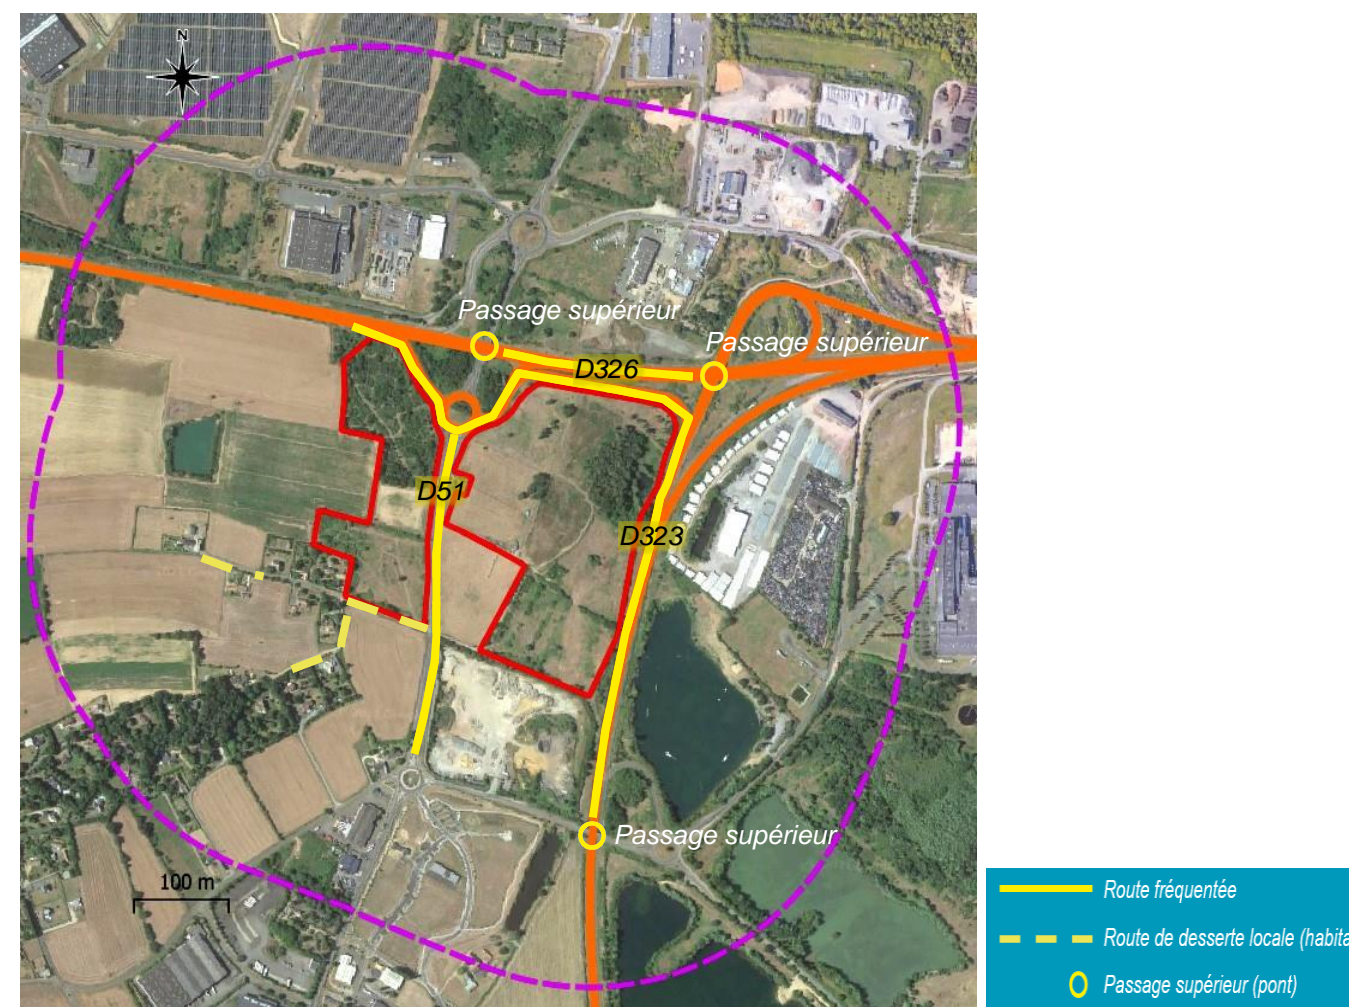 N
Passage supérieur
Passage supérieur
D326
D51
D323
Passage supérieur
100 m
Route fréquentée
Route de desserte locale (habita
Passage supérieur (pont)